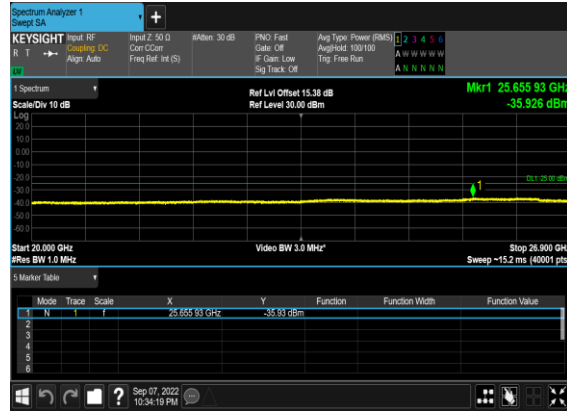 Spectrum Analyzer 1
Swept SA
+
KEYSIGHT Input: RF Input Z: 50 Ω #Atten: 30 dB PNO: Fast Avg Type: Power (RMS) 1 2 3 4 5 6
R T Coupling: DC Corr CCorr Gate: Off Avg|Hold: 100/100 A W W W W W
Align: Auto Freq Ref: Int (S) IF Gain: Low Trig: Free Run
LW Sig Track: Off A N N N N N
1 Spectrum Ref Lvl Offset 15.38 dB Mkr1 25.655 93 GHz
Scale/Div 10 dB Ref Level 30.00 dBm -35.926 dBm
Log
20.0
10.0
0.00
-10.0
-20.0
DL1 -25.00 dBm
1
-30.0
-40.0
-50.0
-60.0
Start 20.000 GHz Video BW 3.0 MHz* Stop 26.900 GHz
#Res BW 1.0 MHz Sweep ~15.2 ms (40001 pts)
5 Marker Table
Mode Trace Scale X Y Function Function Width Function Value
1 N 1 f 25.655 93 GHz -35.93 dBm
2
3
4
5
6
? Sep 07, 2022
10:34:19 PM